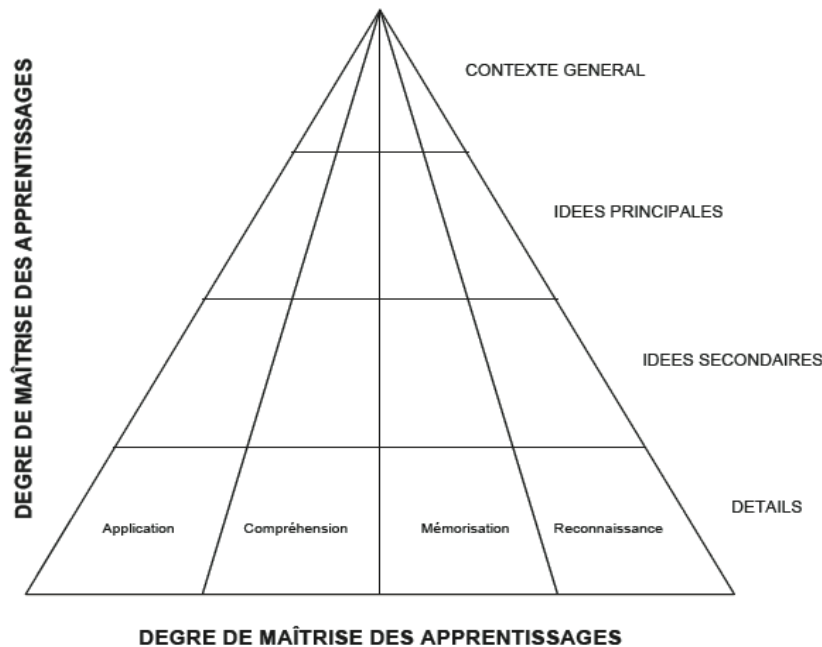 CONTEXTE GENERAL
DEGRE DE MAÎTRISE DES APPRENTISSAGES
IDEES PRINCIPALES
IDEES SECONDAIRES
DETAILS
Application
Compréhension
Mémorisation
Reconnaissance
DEGRE DE MAÎTRISE DES APPRENTISSAGES